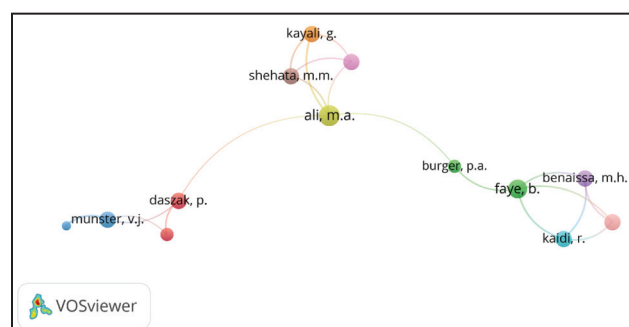 kayali, g.
shehata, m.m.
ali, m.a.
burger, p.a.
benaissa, m.h.
faye, b.
daszak, p.
munster, v.j.
kaidi, r.
VOSviewer